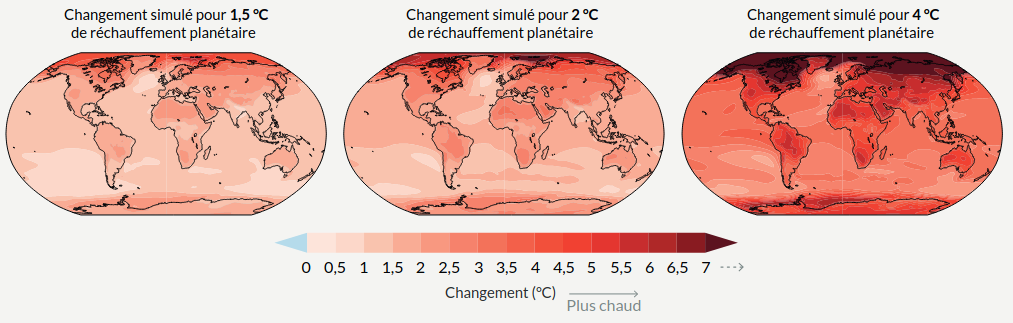 Changement simulé pour 1,5 °C
de réchauffement planétaire
Changement simulé pour 2 °C
de réchauffement planétaire
Changement simulé pour 4 °C
de réchauffement planétaire
0 0,5 1 1,5 2 2,5 3 3,5 4 4,5 5 5,5 6 6,5 7
Changement (°C)
Plus chaud